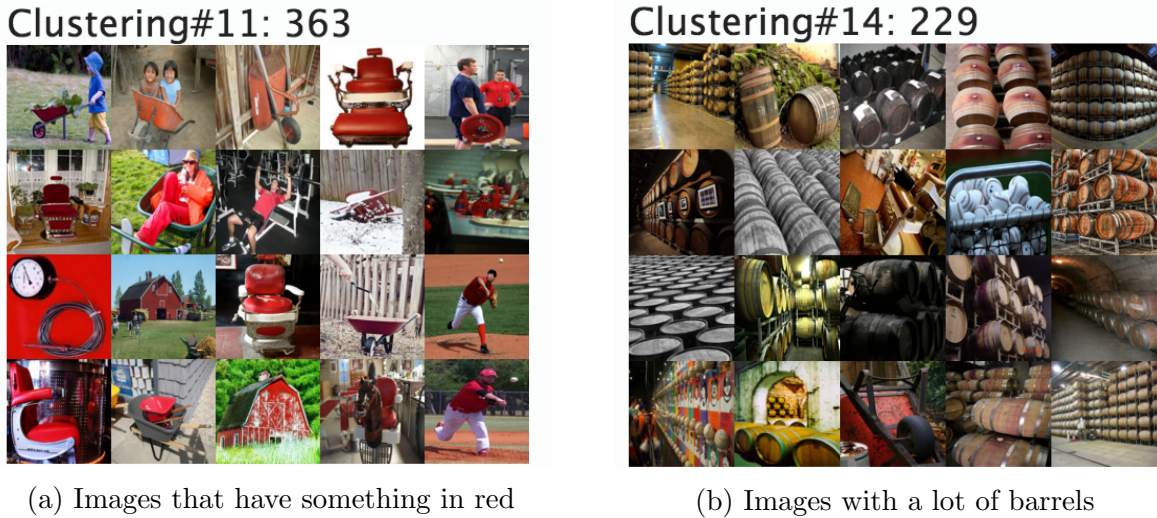 Clustering#11: 363
Clustering#14: 229
(a) Images that have something in red
(b) Images with a lot of barrels